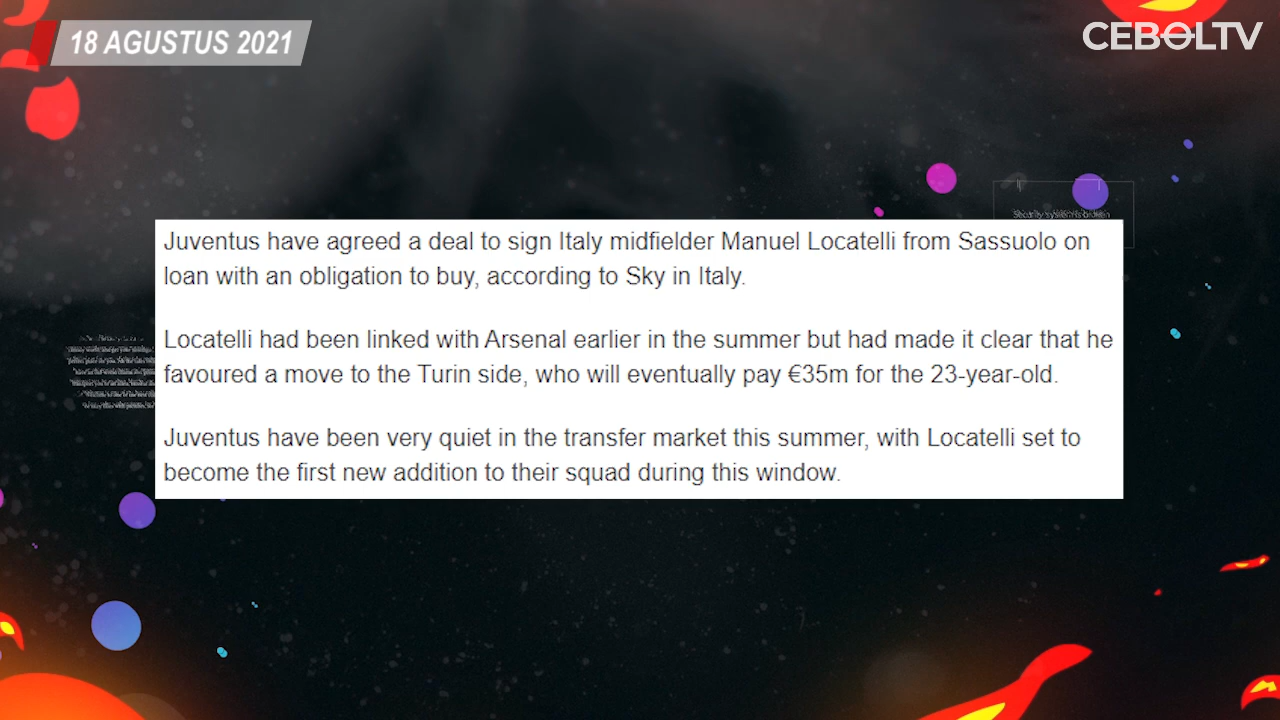 18 AGUSTUS 2021
CEBOLTV
Security system is broken
Juventus have agreed a deal to sign Italy midfielder Manuel Locatelli from Sassuolo on
loan with an obligation to buy, according to Sky in Italy.
Locatelli had been linked with Arsenal earlier in the summer but had made it clear that he
favoured a move to the Turin side, who will eventually pay €35m for the 23-year-old.
Juventus have been very quiet in the transfer market this summer, with Locatelli set to
become the first new addition to their squad during this window.